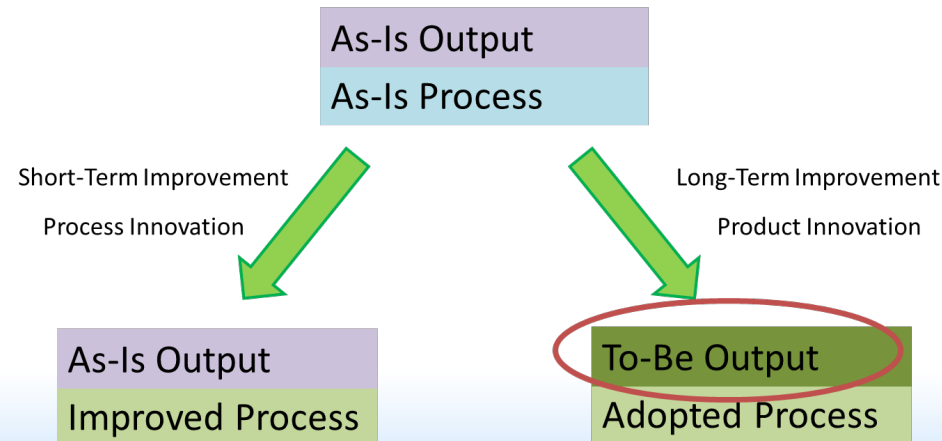 As-Is Output
As-Is Process
Short-Term Improvement
Process Innovation
Long-Term Improvement
Product Innovation
As-Is Output
Improved Process
To-Be Output
Adopted Process